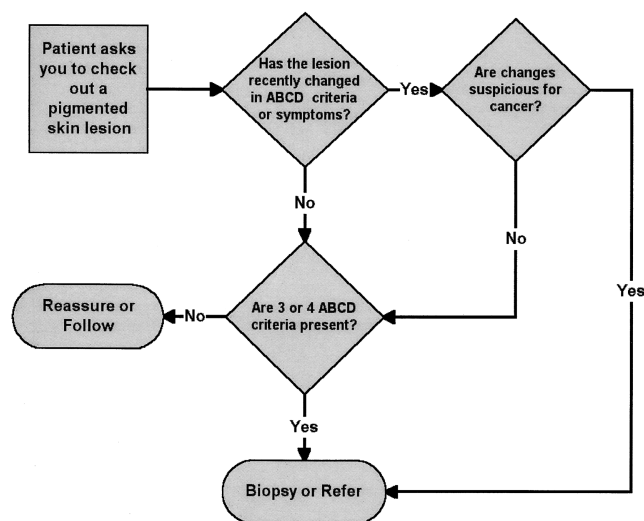 Patient asks
you to check
out a
pigmented
skin lesion
Has the lesion
recently changed
in ABCD criteria
or symptoms?
Yes
Are changes
suspicious for
cancer?
No
No
Yes
Are 3 or 4 ABCD
criteria present?
No
Reassure or
Follow
Yes
Biopsy or Refer